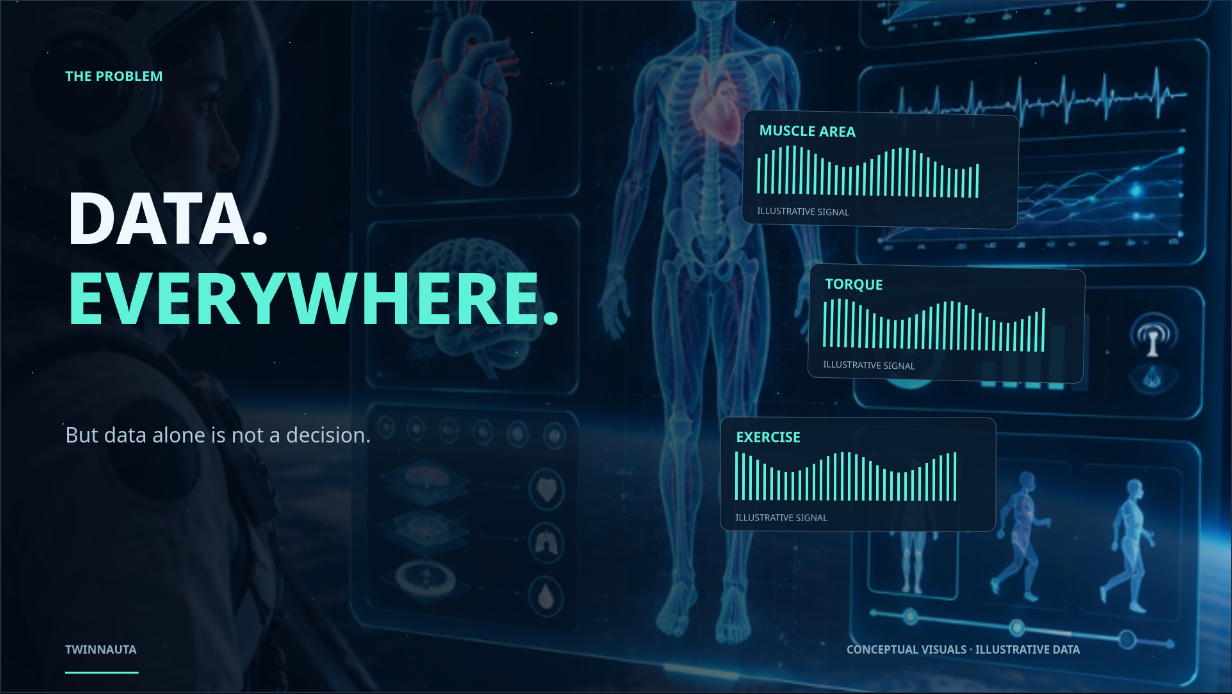 THE PROBLEM
DATA.
EVERYWHERE.
But data alone is not a decision.
MUSCLE AREA
ILLUSTRATIVE SIGNAL
TORQUE
ILLUSTRATIVE SIGNAL
EXERCISE
ILLUSTRATIVE SIGNAL
TWINNAUTA
CONCEPTUAL VISUALS · ILLUSTRATIVE DATA